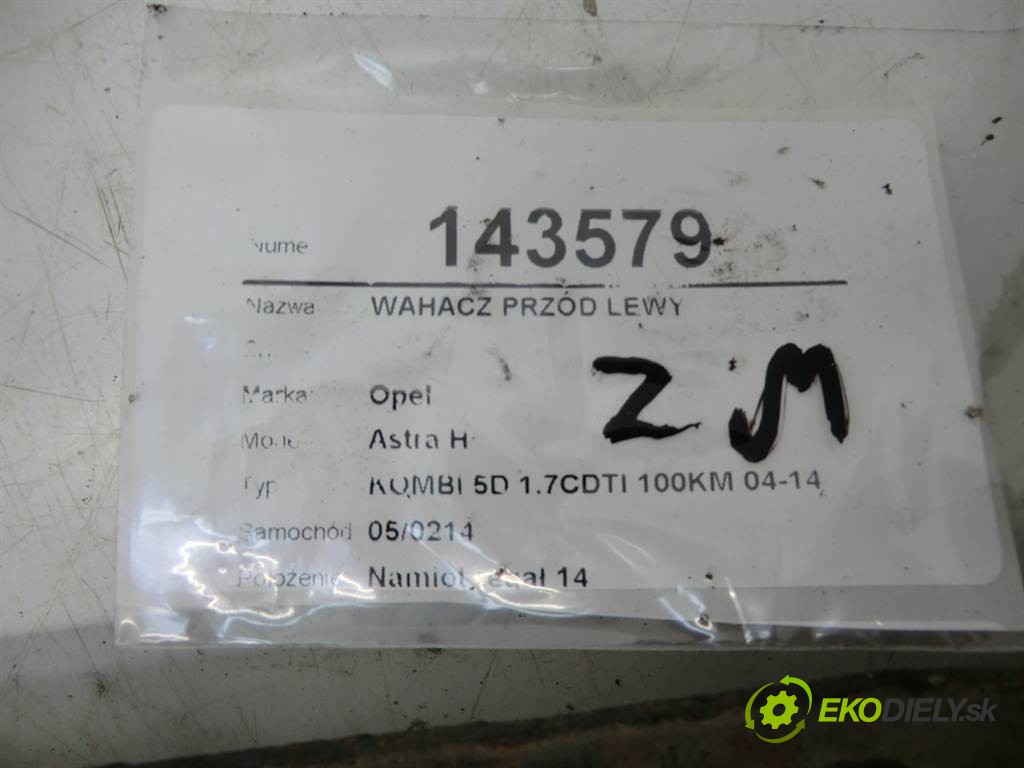 143579
Nazwa: WAHACZ PRZÓD LEWY
Marka: Opel
Astra H
Typ KOMBI 5D 1.7CDTI 100KM 04-14
Samochód 05/0214
Położenie Namiot, 14
ZM
EKODIELY.sk